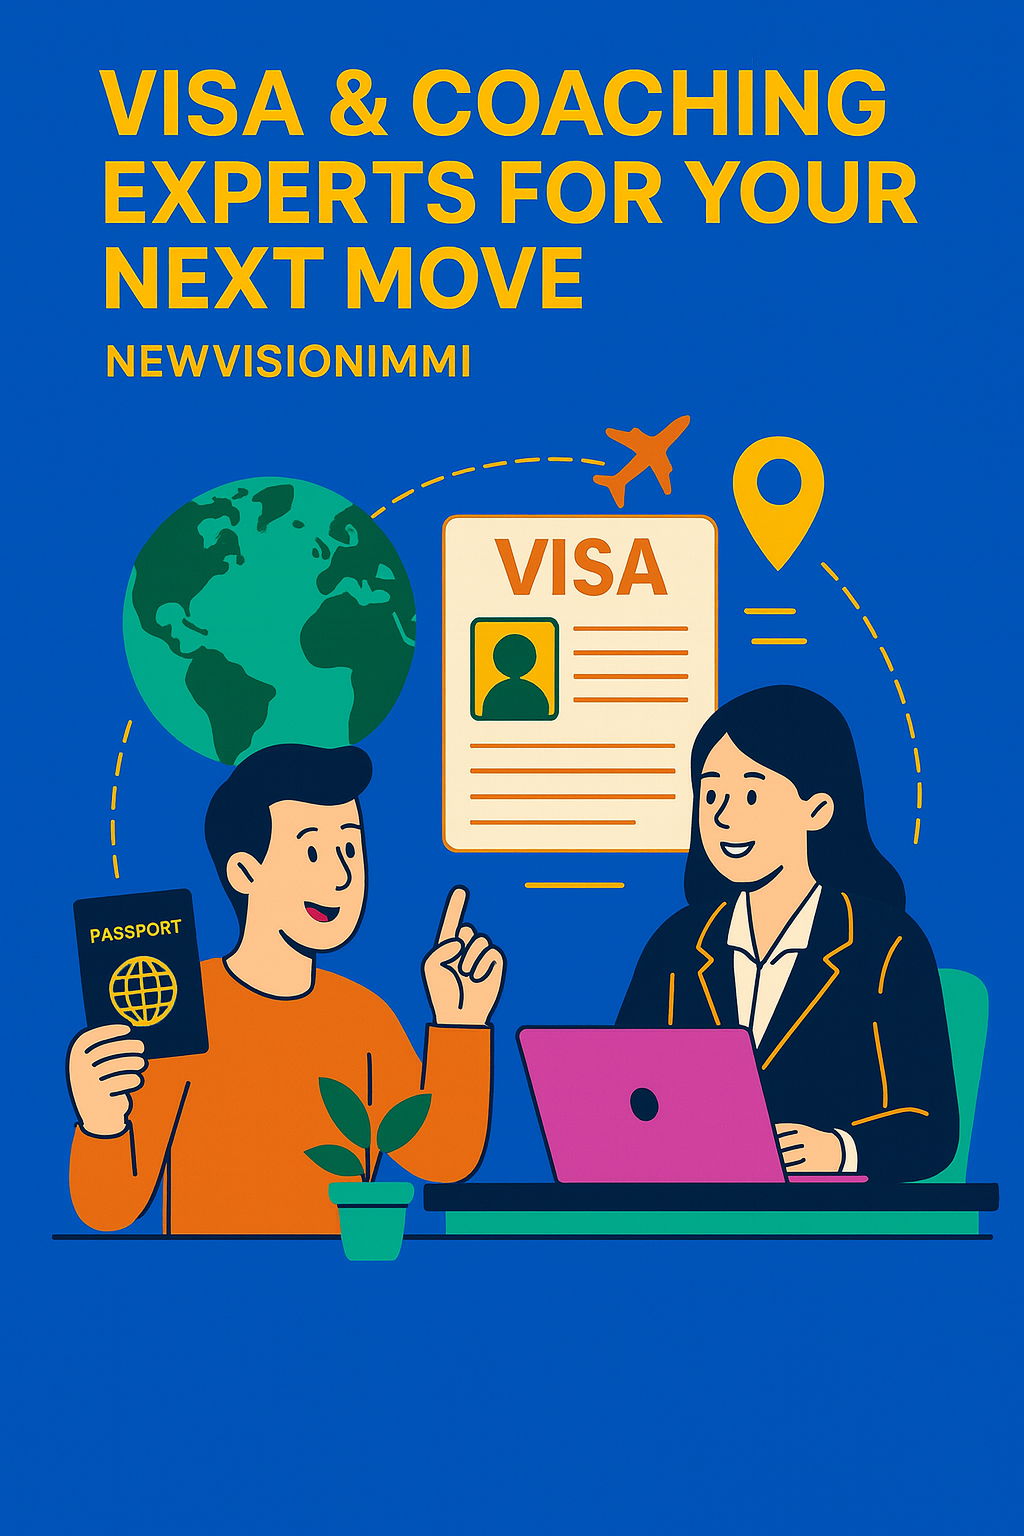 VISA & COACHING
EXPERTS FOR YOUR
NEXT MOVE
NEWVISIONIMMI
VISA
PASSPORT